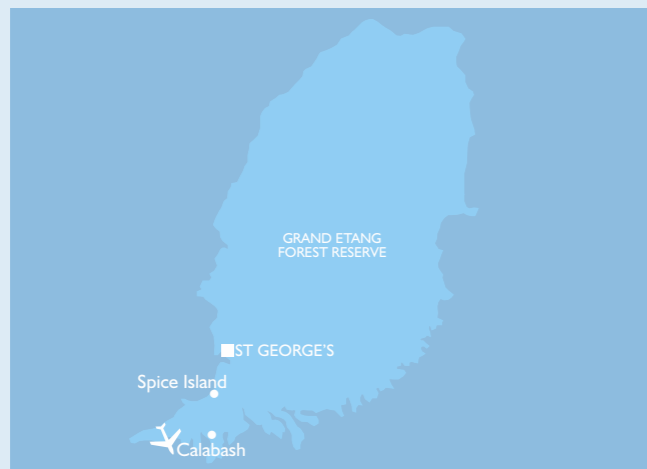 GRAND ETANG
FOREST RESERVE
ST GEORGE'S
Spice Island
Calabash